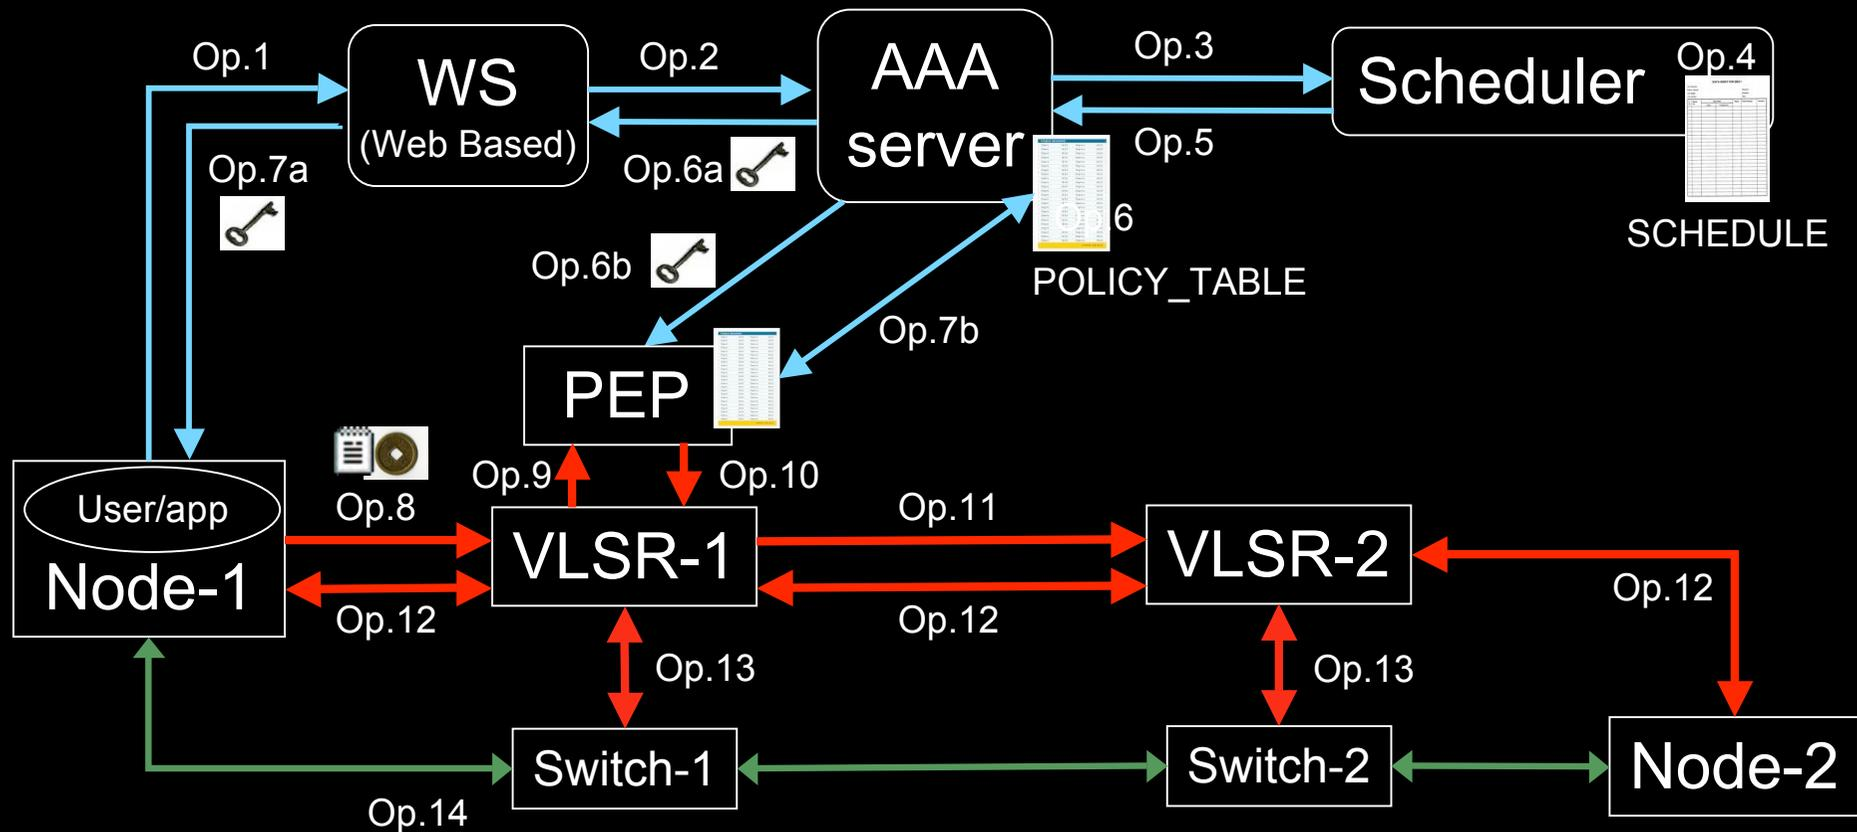 Op.1
WS
(Web Based)
Op.2
AAA
server
Op.3
Scheduler
Op.4
Op.7a
Op.6a
Op.5
SCHEDULE
Op.6b
POLICY_TABLE
Op.7b
PEP
Op.8
Op.9
Op.10
User/app
Node-1
VLSR-1
Op.11
VLSR-2
Op.12
Op.12
Op.12
Op.13
Op.13
Switch-1
Switch-2
Node-2
Op.14